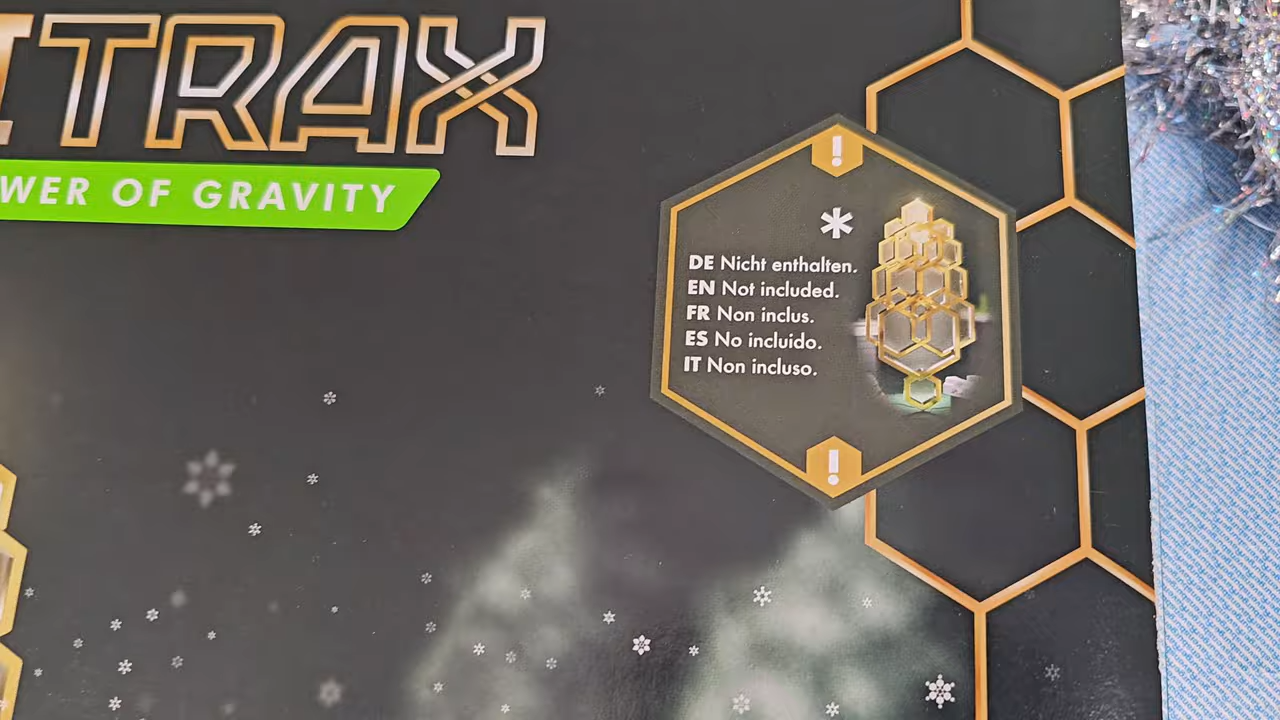 TRAX
WER OF GRAVITY
*
DE Nicht enthalten.
EN Not included.
FR Non inclus.
ES No incluido.
IT Non incluso.